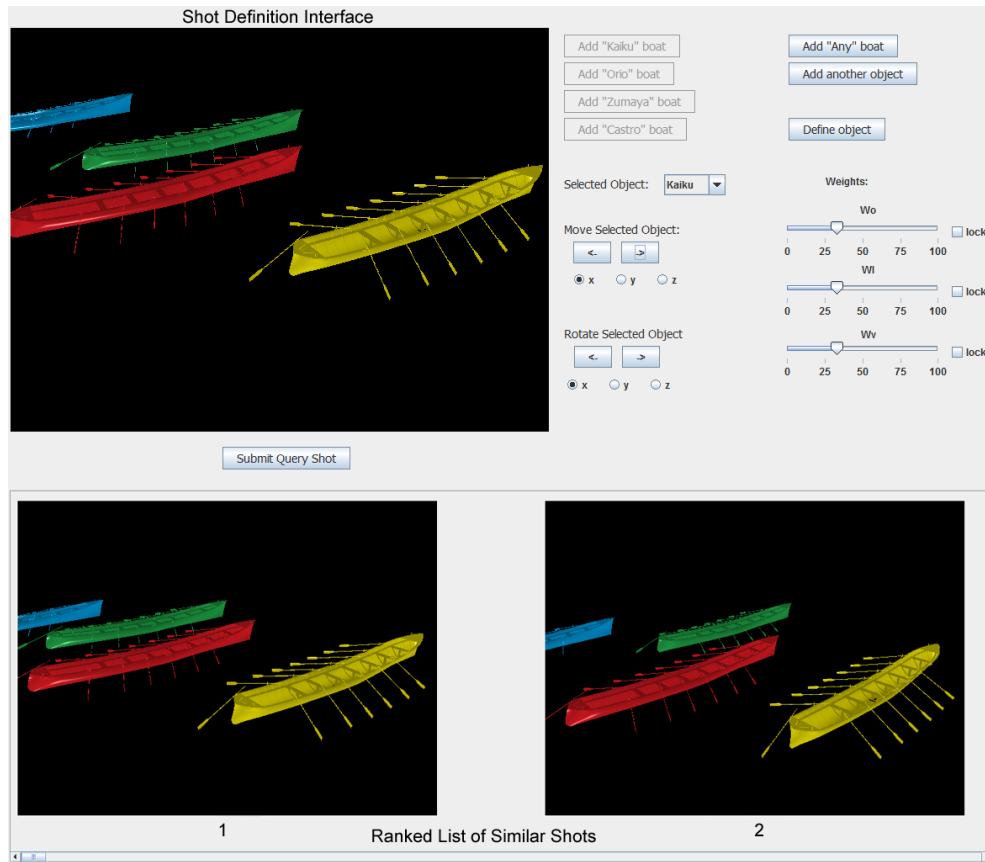 Shot Definition Interface
Add "Kaiku" boat
Add "Any" boat
Add "Orio" boat
Add another object
Add "Zumaya" boat
Add "Castro" boat
Define object
Selected Object:
Kaiku
Weights:
Wo
lock
0 25 50 75 100
Move Selected Object:
<-
->
x y z
Wl
lock
0 25 50 75 100
Rotate Selected Object
<-
->
x y z
Wv
lock
0 25 50 75 100
Submit Query Shot
1
2
Ranked List of Similar Shots